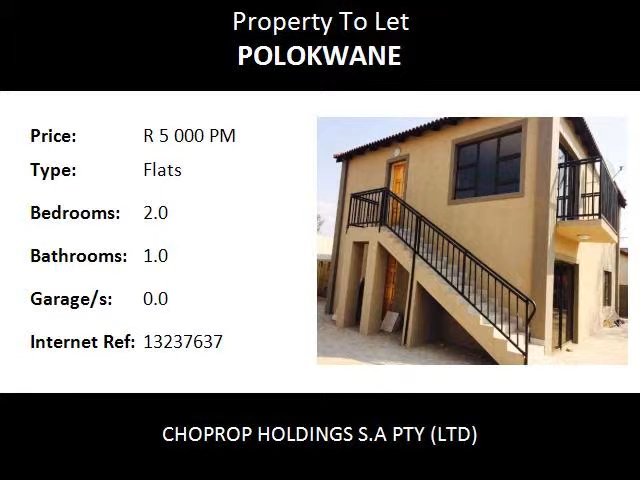 Property To Let
POLOKWANE
Price: R 5 000 PM
Type: Flats
Bedrooms: 2.0
Bathrooms: 1.0
Garage/s: 0.0
Internet Ref: 13237637
CHOPROP HOLDINGS S.A PTY (LTD)